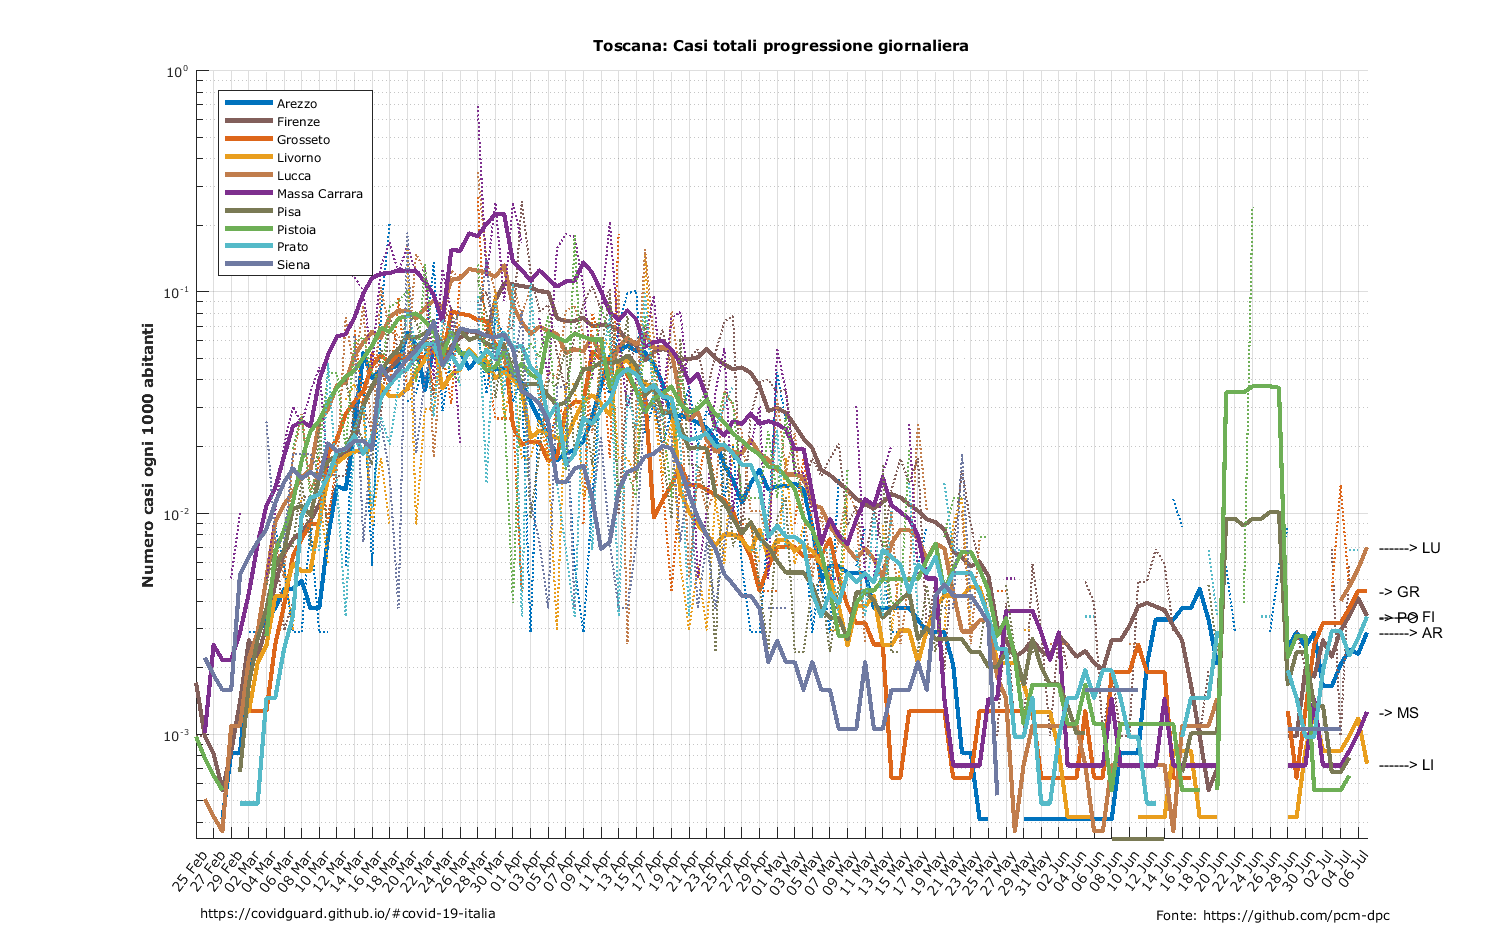 Toscana: Casi totali progressione giornaliera
Numero casi ogni 1000 abitanti
10^0
10^-1
10^-2
10^-3
Arezzo
Firenze
Grosseto
Livorno
Lucca
Massa Carrara
Pisa
Pistoia
Prato
Siena
------> LU
-> GR
-> PO
------> FI
------> AR
-> MS
------> LI
25 Feb
27 Feb
29 Feb
02 Mar
04 Mar
06 Mar
08 Mar
10 Mar
12 Mar
14 Mar
16 Mar
18 Mar
20 Mar
22 Mar
24 Mar
26 Mar
28 Mar
30 Mar
01 Apr
03 Apr
05 Apr
07 Apr
09 Apr
11 Apr
13 Apr
15 Apr
17 Apr
19 Apr
21 Apr
23 Apr
25 Apr
27 Apr
29 Apr
01 May
03 May
05 May
07 May
09 May
11 May
13 May
15 May
17 May
19 May
21 May
23 May
25 May
27 May
29 May
31 May
02 Jun
04 Jun
06 Jun
08 Jun
10 Jun
12 Jun
14 Jun
16 Jun
18 Jun
20 Jun
22 Jun
24 Jun
26 Jun
28 Jun
30 Jun
02 Jul
04 Jul
06 Jul
https://covidguard.github.io/#covid-19-italia
Fonte: https://github.com/pcm-dpc